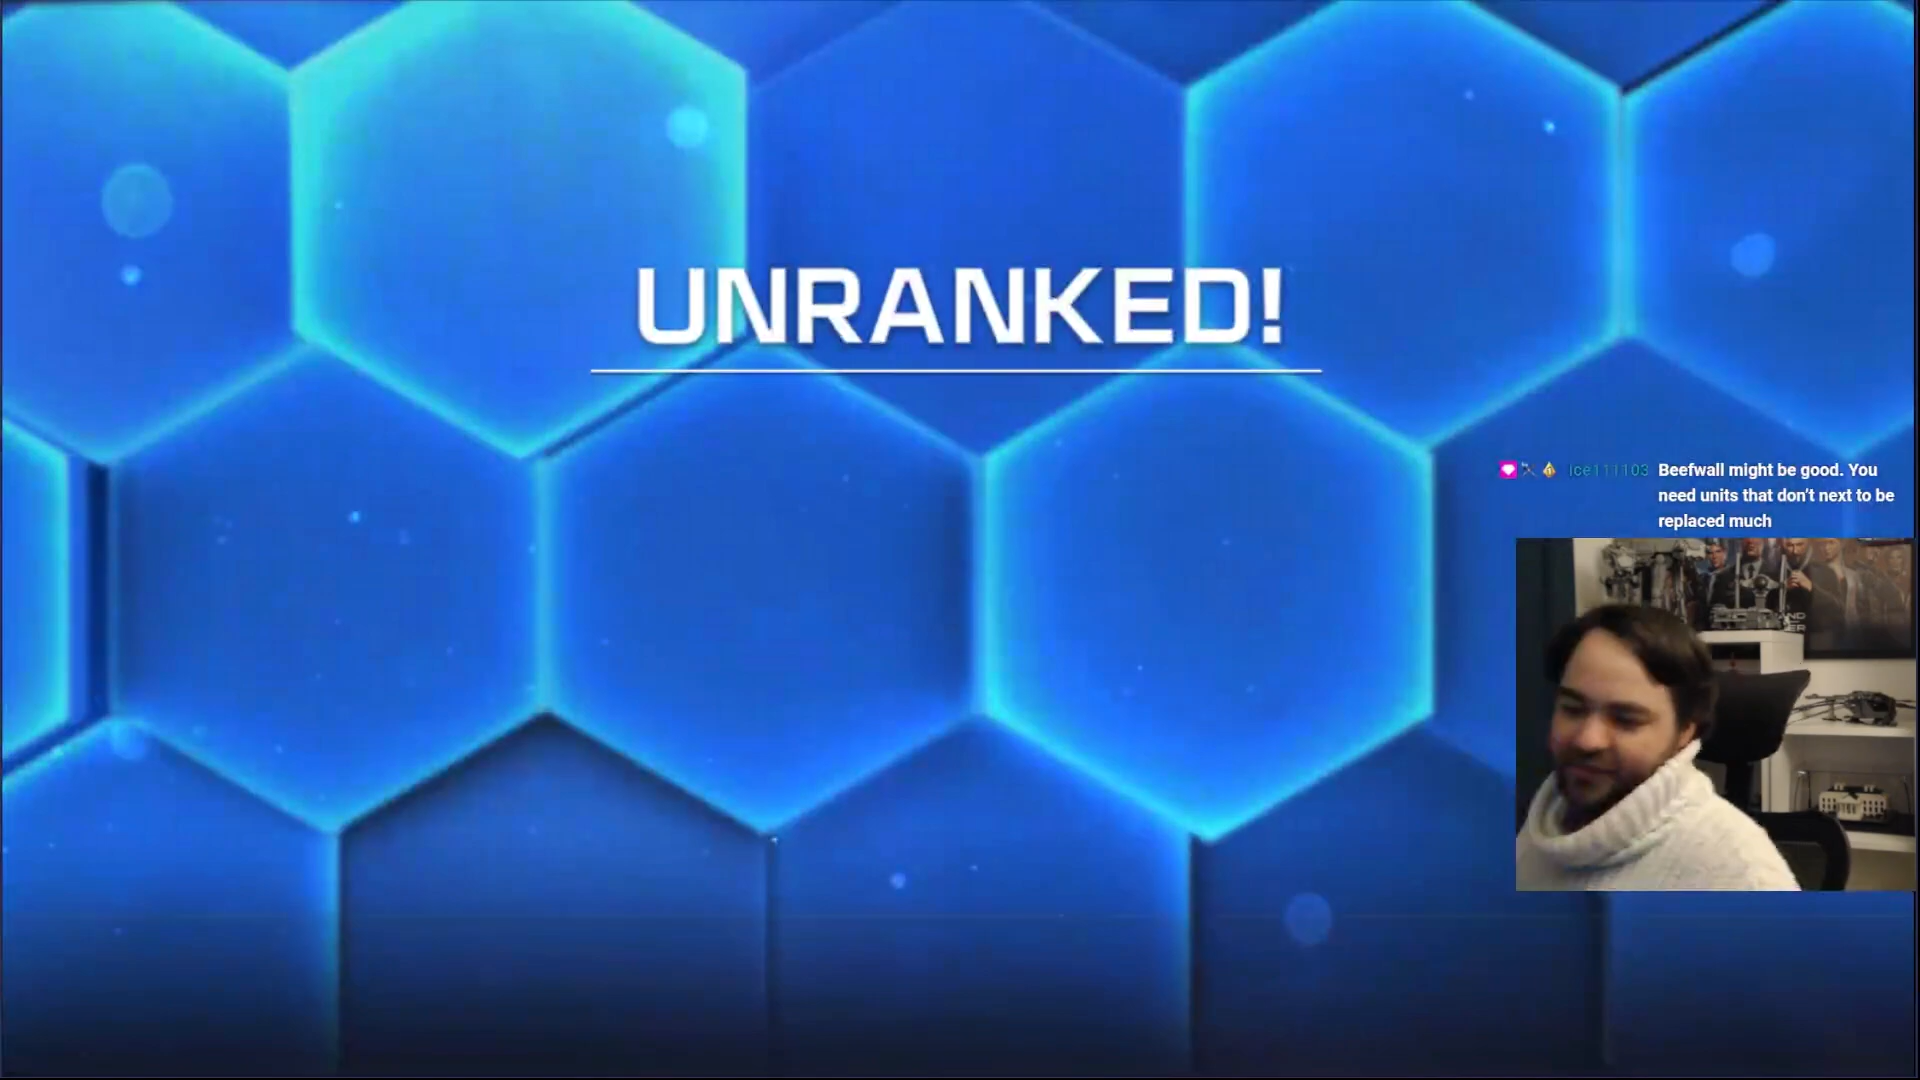 UNRANKED!
Ice111103 Beefwall might be good. You
need units that don't next to be
replaced much